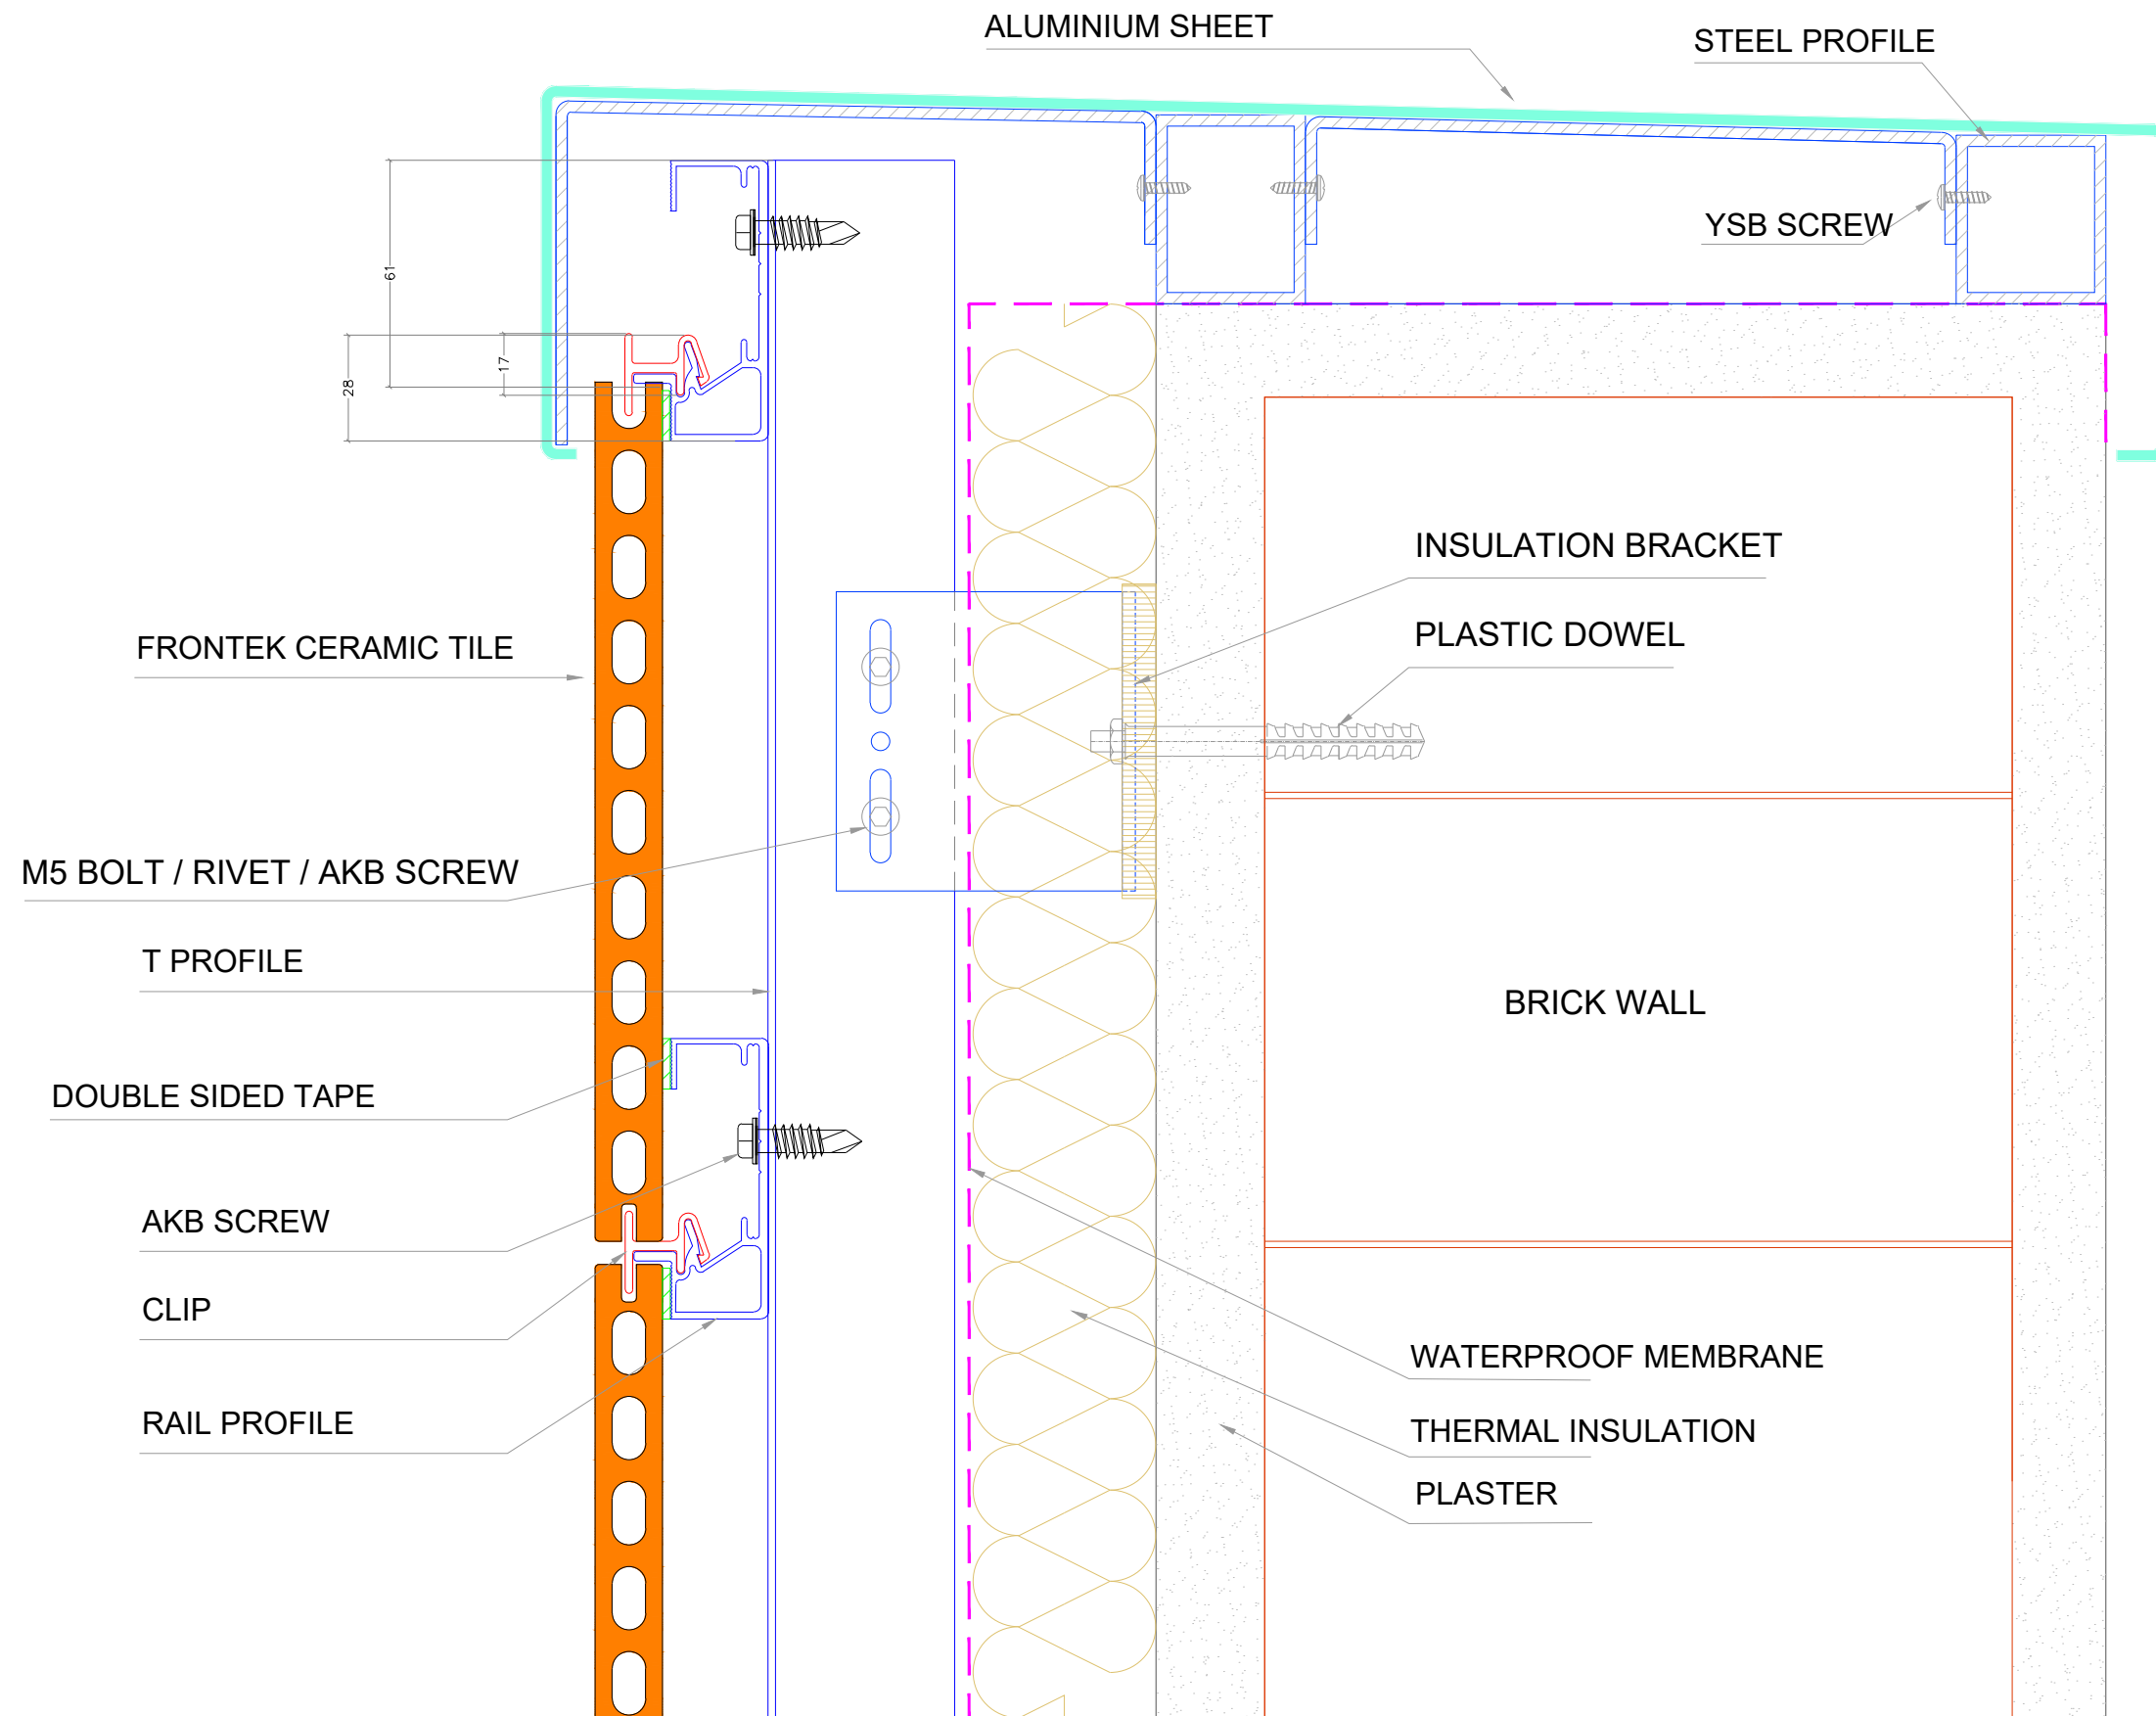 ALUMINIUM SHEET
STEEL PROFILE
YSB SCREW
61
17
28
INSULATION BRACKET
PLASTIC DOWEL
FRONTEK CERAMIC TILE
M5 BOLT / RIVET / AKB SCREW
T PROFILE
BRICK WALL
DOUBLE SIDED TAPE
AKB SCREW
CLIP
RAIL PROFILE
WATERPROOF MEMBRANE
THERMAL INSULATION
PLASTER